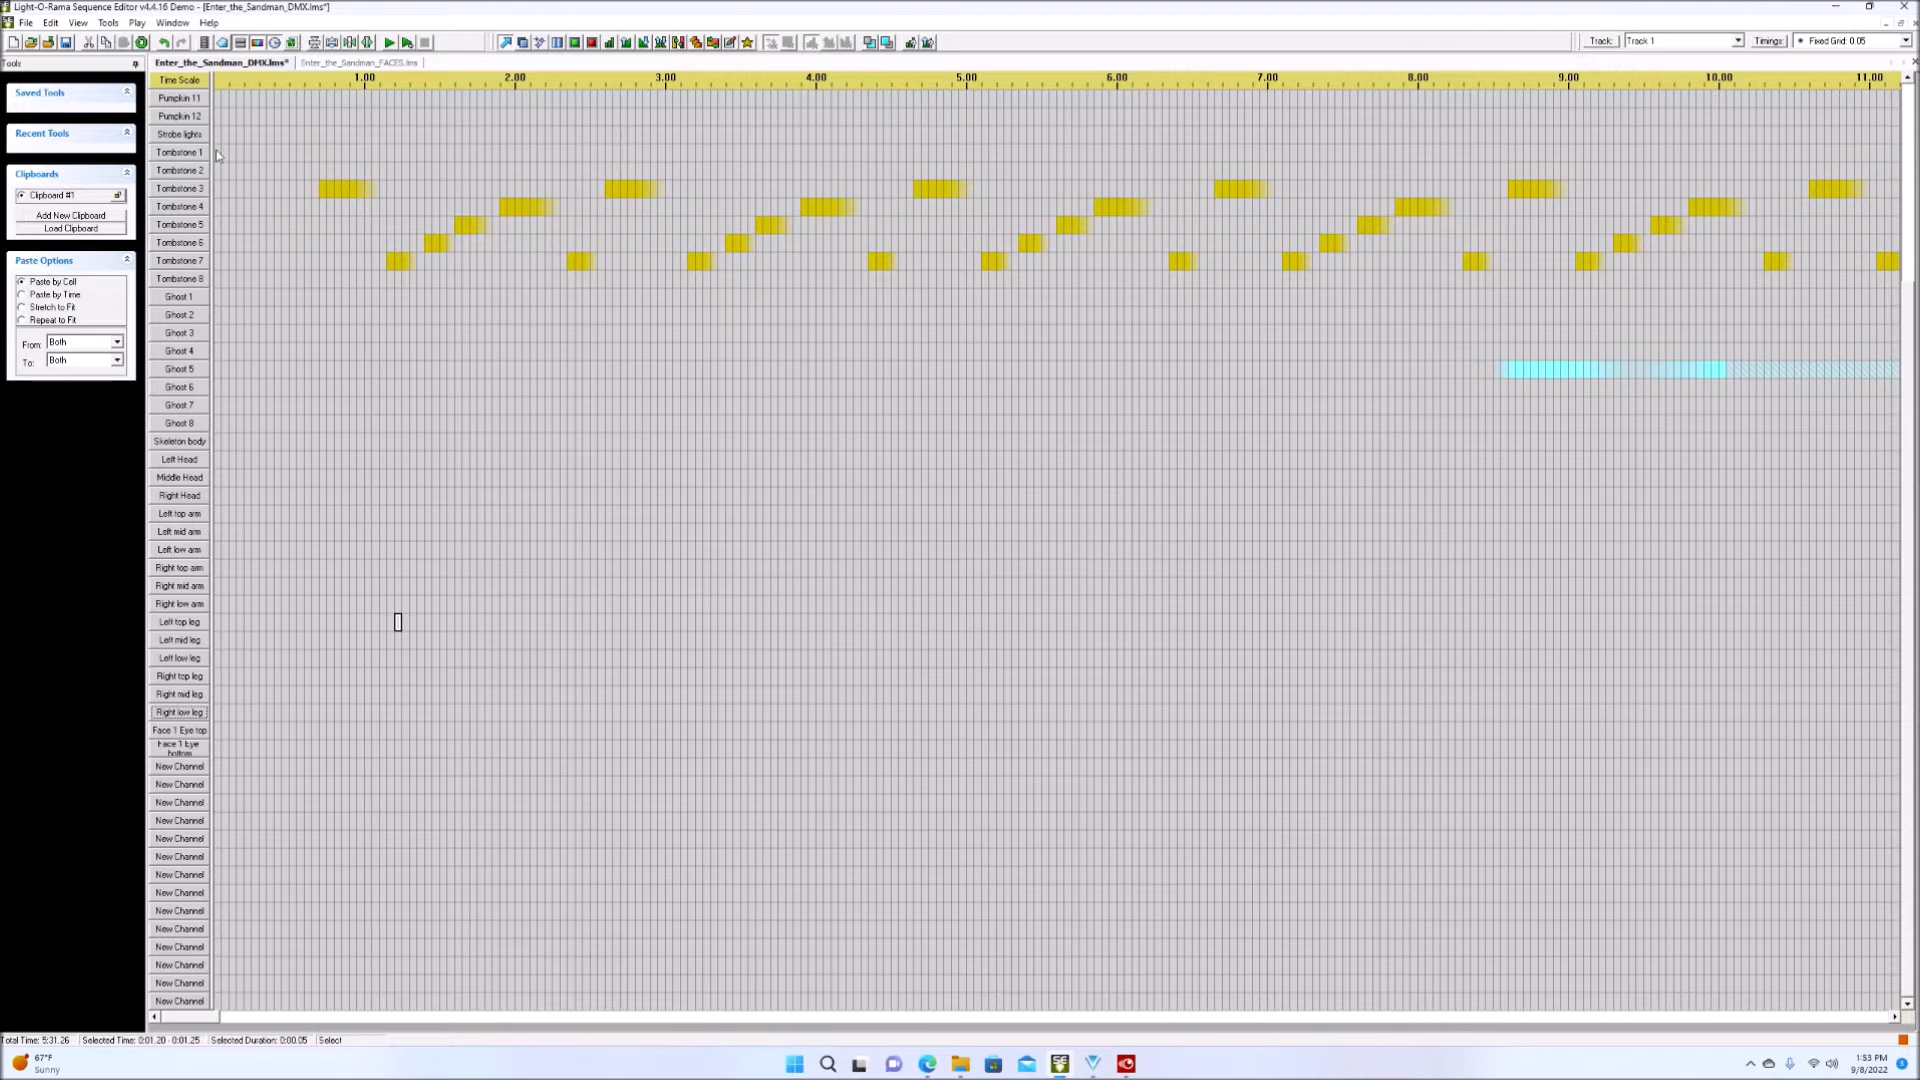 Light-O-Rama Sequence Editor v4.4.16 Demo - [Enter_the_Sandman_DMX.lms*]
File Edit View Tools Play Window Help
Track: Track 1 Timings: Fixed Grid: 0.05
Tools
Enter_the_Sandman_DMX.lms* Enter_the_Sandman_FACES.lms
Time Scale 1.00 2.00 3.00 4.00 5.00 6.00 7.00 8.00 9.00 10.00 11.00
Saved Tools
Recent Tools
Clipboards
Clipboard #1
Add New Clipboard
Load Clipboard
Paste Options
Paste by Cell
Paste by Time
Stretch to Fit
Repeat to Fit
From: Both
To: Both
Pumpkin 11
Pumpkin 12
Strobe lights
Tombstone 1
Tombstone 2
Tombstone 3
Tombstone 4
Tombstone 5
Tombstone 6
Tombstone 7
Tombstone 8
Ghost 1
Ghost 2
Ghost 3
Ghost 4
Ghost 5
Ghost 6
Ghost 7
Ghost 8
Skeleton body
Left Head
Middle Head
Right Head
Left top arm
Left mid arm
Left low arm
Right top arm
Right mid arm
Right low arm
Left top leg
Left mid leg
Left low leg
Right top leg
Right mid leg
Right low leg
Face 1 Eye top
Face 1 Eye
bottom
New Channel
New Channel
New Channel
New Channel
New Channel
New Channel
New Channel
New Channel
New Channel
New Channel
New Channel
New Channel
New Channel
New Channel
Total Time: 5:31.26 Selected Time: 0:01.20 - 0:01.25 Selected Duration: 0:00.05 Select
67°F
Sunny
1:53 PM
9/8/2022